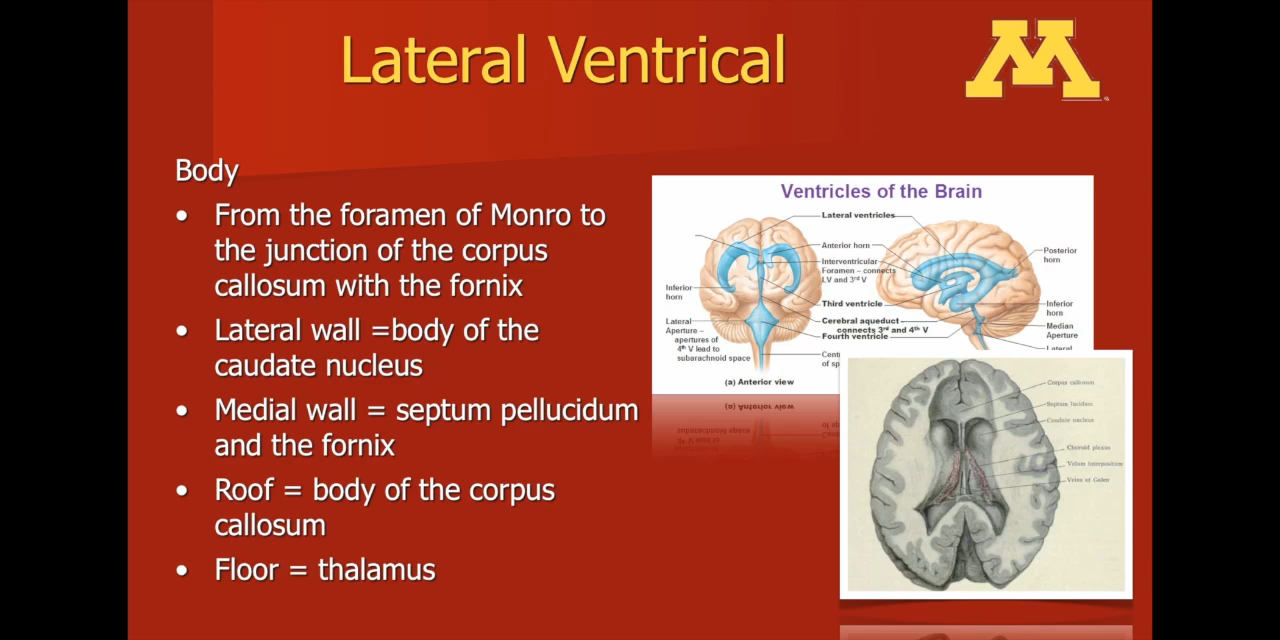 Lateral Ventrical
M
Body
• From the foramen of Monro to
the junction of the corpus
callosum with the fornix
• Lateral wall =body of the
caudate nucleus
• Medial wall = septum pellucidum
and the fornix
• Roof = body of the corpus
callosum
• Floor = thalamus
Ventricles of the Brain
Lateral ventricles
Anterior horn
Interventricular
Foramen – connects
LV and 3rd V
Third ventricle
Cerebral aqueduct
connects 3rd and 4th V
Fourth ventricle
Inferior
horn
Lateral
Aperture –
apertures of
4th V lead to
subarachnoid space
(a) Anterior view
Posterior
horn
Inferior
horn
Median
Aperture
Lateral
Corpus callosum
Septum lucidum
Caudate nucleus
Choroid plexus
Velum interpositum
Veins of Galen